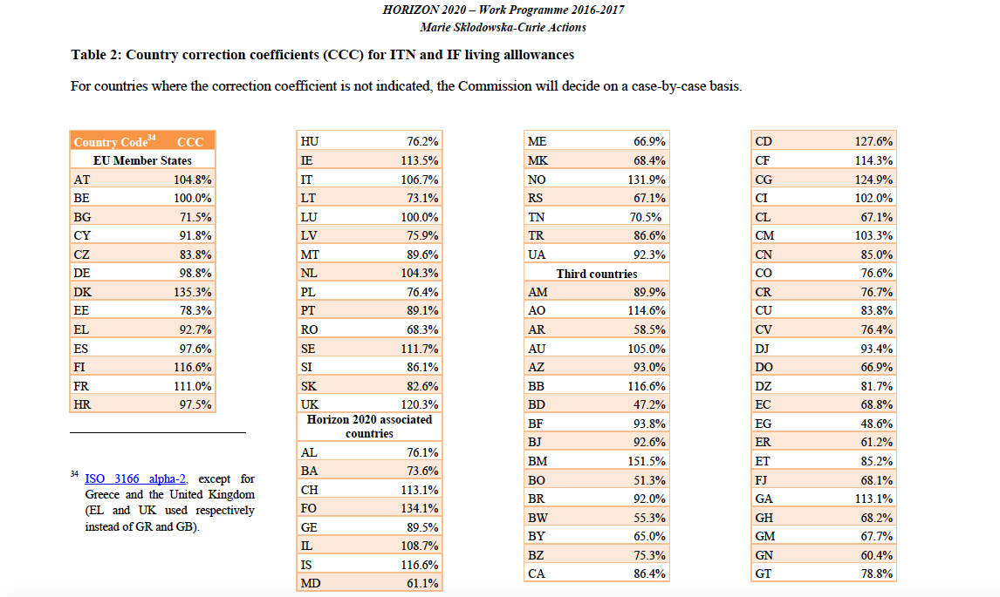 HORIZON 2020 – Work Programme 2016-2017
Marie Skłodowska-Curie Actions
Table 2: Country correction coefficients (CCC) for ITN and IF living alllowances
For countries where the correction coefficient is not indicated, the Commission will decide on a case-by-case basis.
Country Code34 CCC
EU Member States
AT 104.8%
BE 100.0%
BG 71.5%
CY 91.8%
CZ 83.8%
DE 98.8%
DK 135.3%
EE 78.3%
EL 92.7%
ES 97.6%
FI 116.6%
FR 111.0%
HR 97.5%
34 ISO 3166 alpha-2, except for
Greece and the United Kingdom
(EL and UK used respectively
instead of GR and GB).
HU 76.2%
IE 113.5%
IT 106.7%
LT 73.1%
LU 100.0%
LV 75.9%
MT 89.6%
NL 104.3%
PL 76.4%
PT 89.1%
RO 68.3%
SE 111.7%
SI 86.1%
SK 82.6%
UK 120.3%
Horizon 2020 associated
countries
AL 76.1%
BA 73.6%
CH 113.1%
FO 134.1%
GE 89.5%
IL 108.7%
IS 116.6%
MD 61.1%
ME 66.9%
MK 68.4%
NO 131.9%
RS 67.1%
TN 70.5%
TR 86.6%
UA 92.3%
Third countries
AM 89.9%
AO 114.6%
AR 58.5%
AU 105.0%
AZ 93.0%
BB 116.6%
BD 47.2%
BF 93.8%
BJ 92.6%
BM 151.5%
BO 51.3%
BR 92.0%
BW 55.3%
BY 65.0%
BZ 75.3%
CA 86.4%
CD 127.6%
CF 114.3%
CG 124.9%
CI 102.0%
CL 67.1%
CM 103.3%
CN 85.0%
CO 76.6%
CR 76.7%
CU 83.8%
CV 76.4%
DJ 93.4%
DO 66.9%
DZ 81.7%
EC 68.8%
EG 48.6%
ER 61.2%
ET 85.2%
FJ 68.1%
GA 113.1%
GH 68.2%
GM 67.7%
GN 60.4%
GT 78.8%